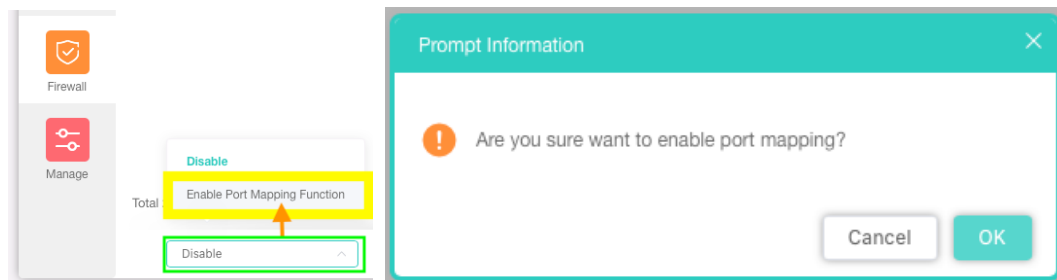 Firewall
Manage
Disable
Enable Port Mapping Function
Total
Disable
Prompt Information
Are you sure want to enable port mapping?
Cancel
OK